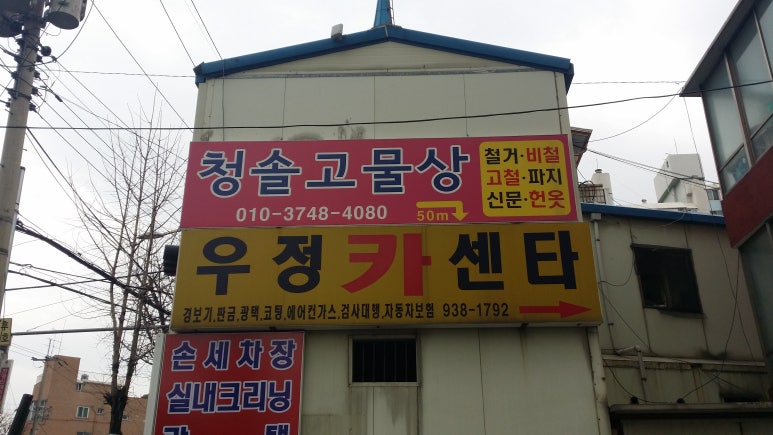 청솔고물상
010-3748-4080
50m
철거·비철
고철·파지
신문·헌옷
우정카센타
경보기,판금,광택,코팅,에어컨가스,검사대행,자동차보험 938-1792
손세차장
실내크리닝
광택